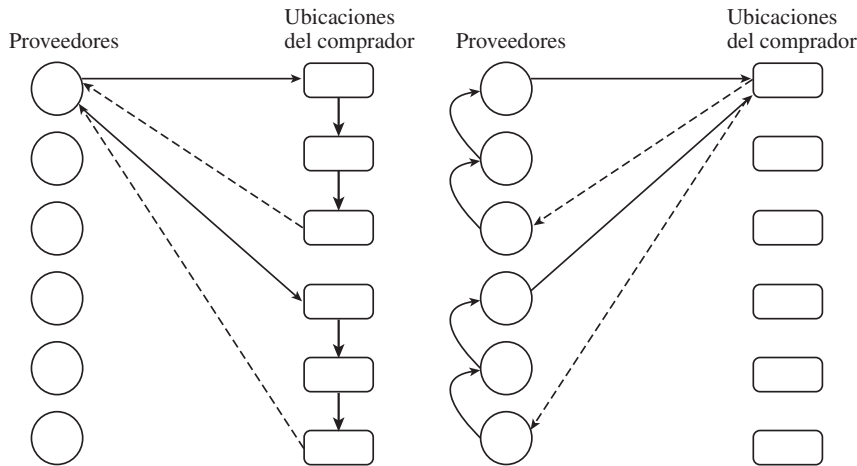 Proveedores
Ubicaciones
del comprador
Proveedores
Ubicaciones
del comprador